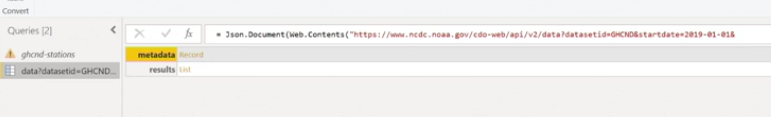 Convert
Queries [2]
= Json.Document(Web.Contents("https://www.ncdc.noaa.gov/cdo-web/api/v2/data?datasetid=GHCND&startdate=2019-01-01&
ghcnd-stations
metadata Record
data?datasetid=GHCND...
results List